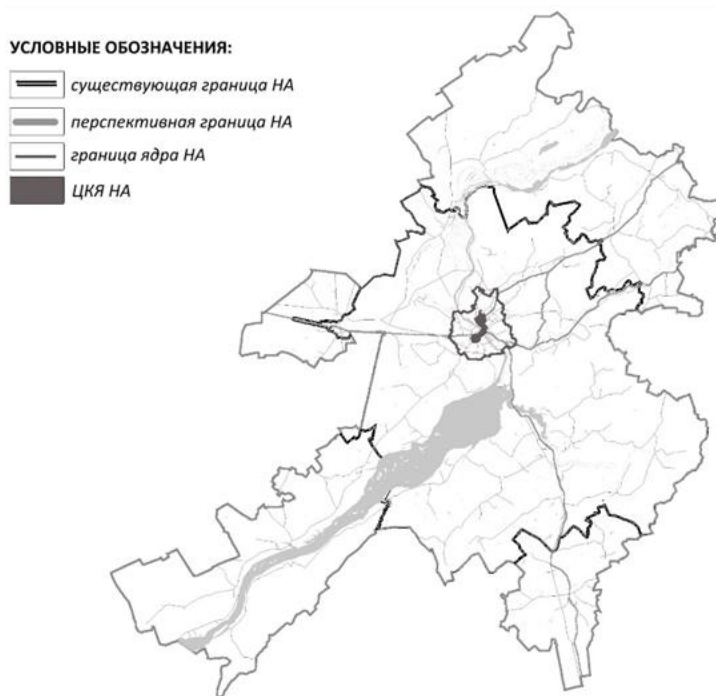 УСЛОВНЫЕ ОБОЗНАЧЕНИЯ:
существующая граница НА
перспективная граница НА
граница ядра НА
ЦКЯ НА